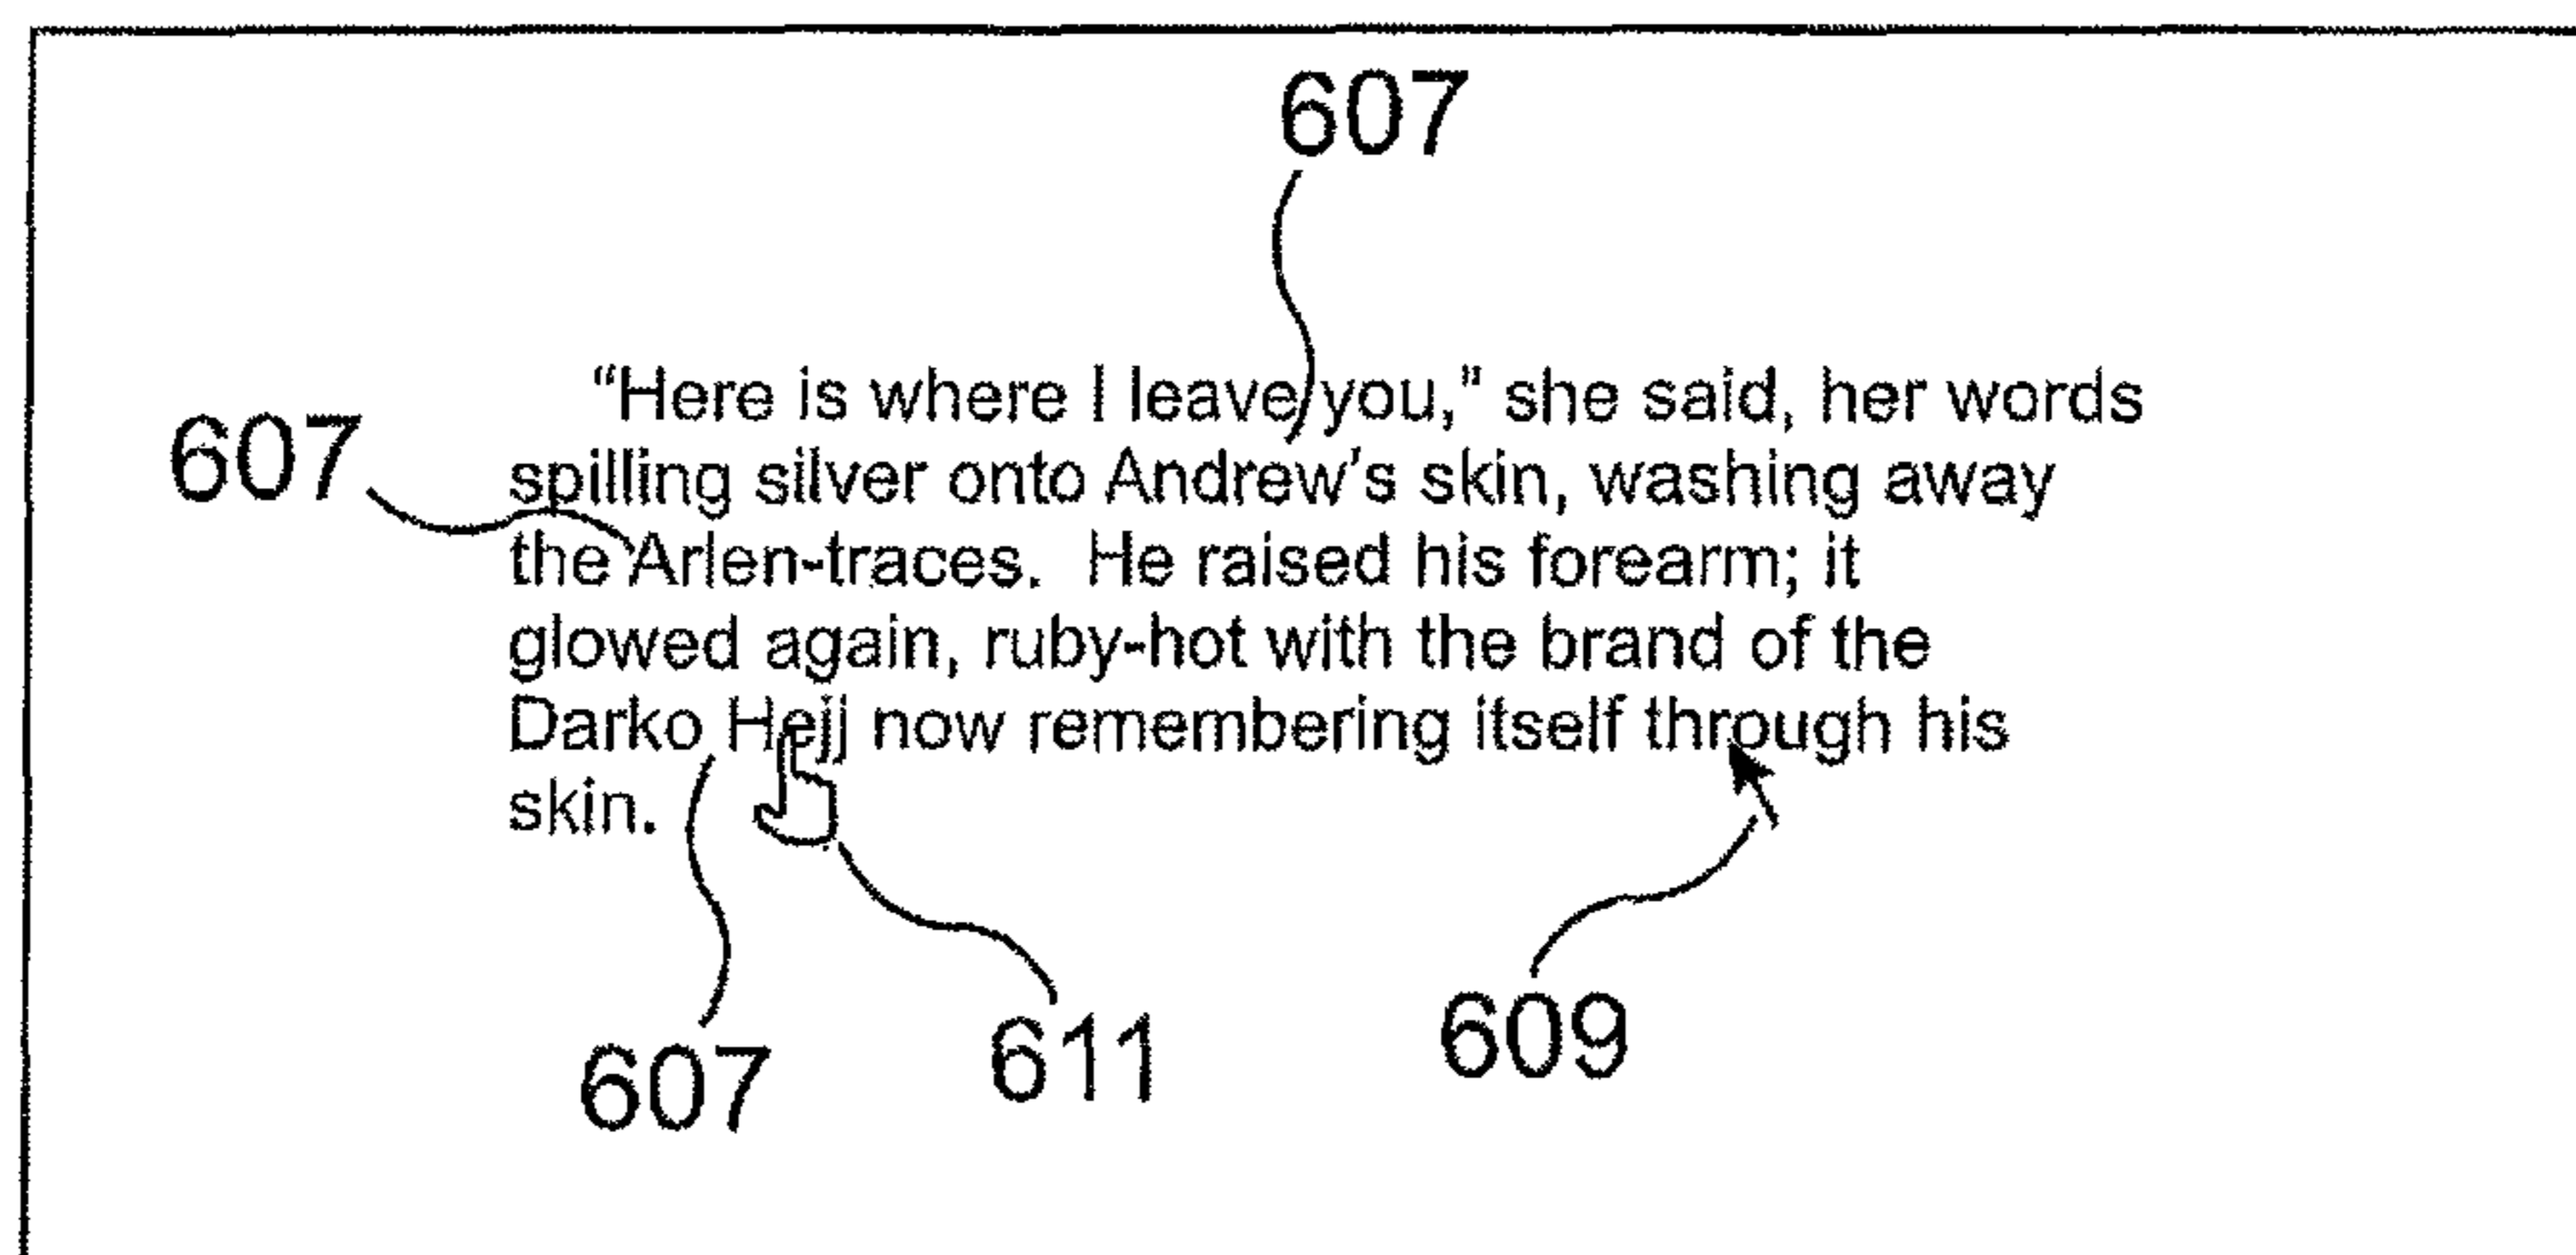 607
“Here is where I leave you,” she said, her words
607
spilling silver onto Andrew’s skin, washing away
the Arlen-traces.  He raised his forearm; it
glowed again, ruby-hot with the brand of the
Darko Hejj now remembering itself through his
skin.
607
611
609